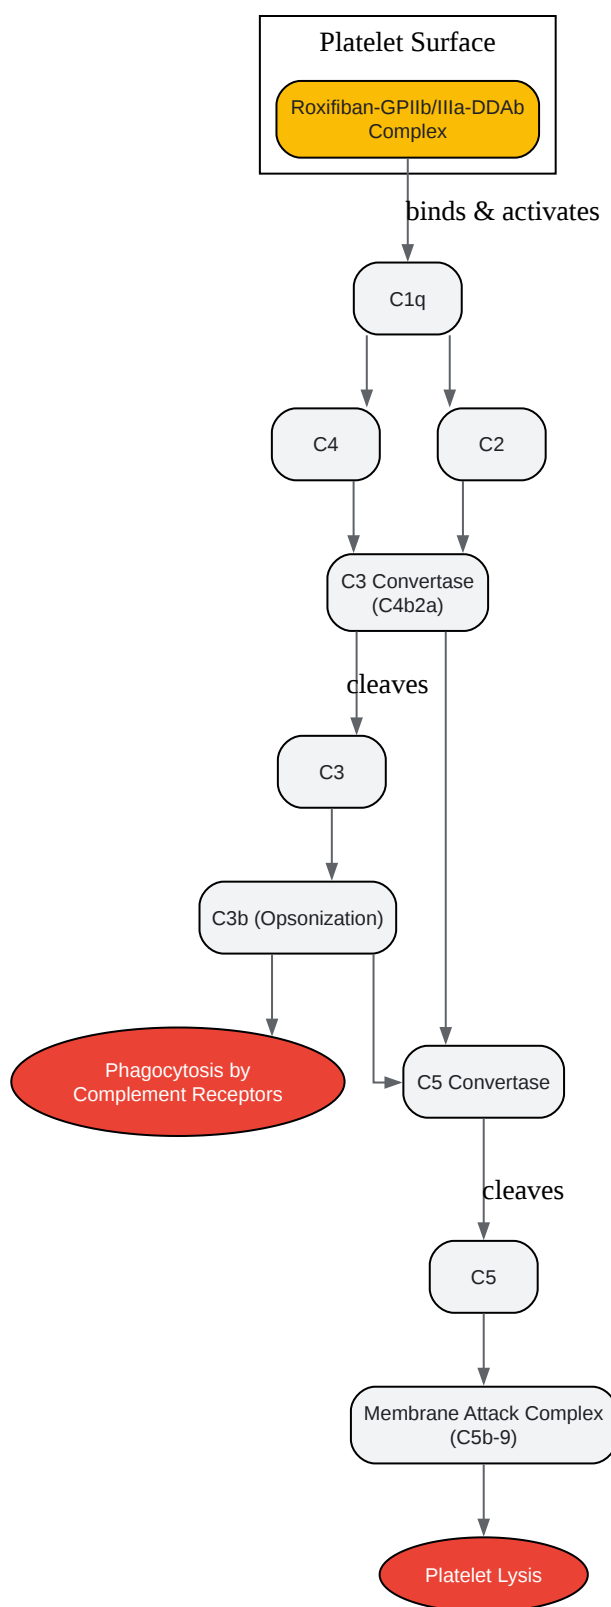 Platelet Surface
Roxifiban-GPIIb/IIIa-DDAb
Complex
binds & activates
C1q
C4
C2
C3 Convertase
(C4b2a)
cleaves
C3
C3b (Opsonization)
Phagocytosis by
Complement Receptors
C5 Convertase
cleaves
C5
Membrane Attack Complex
(C5b-9)
Platelet Lysis